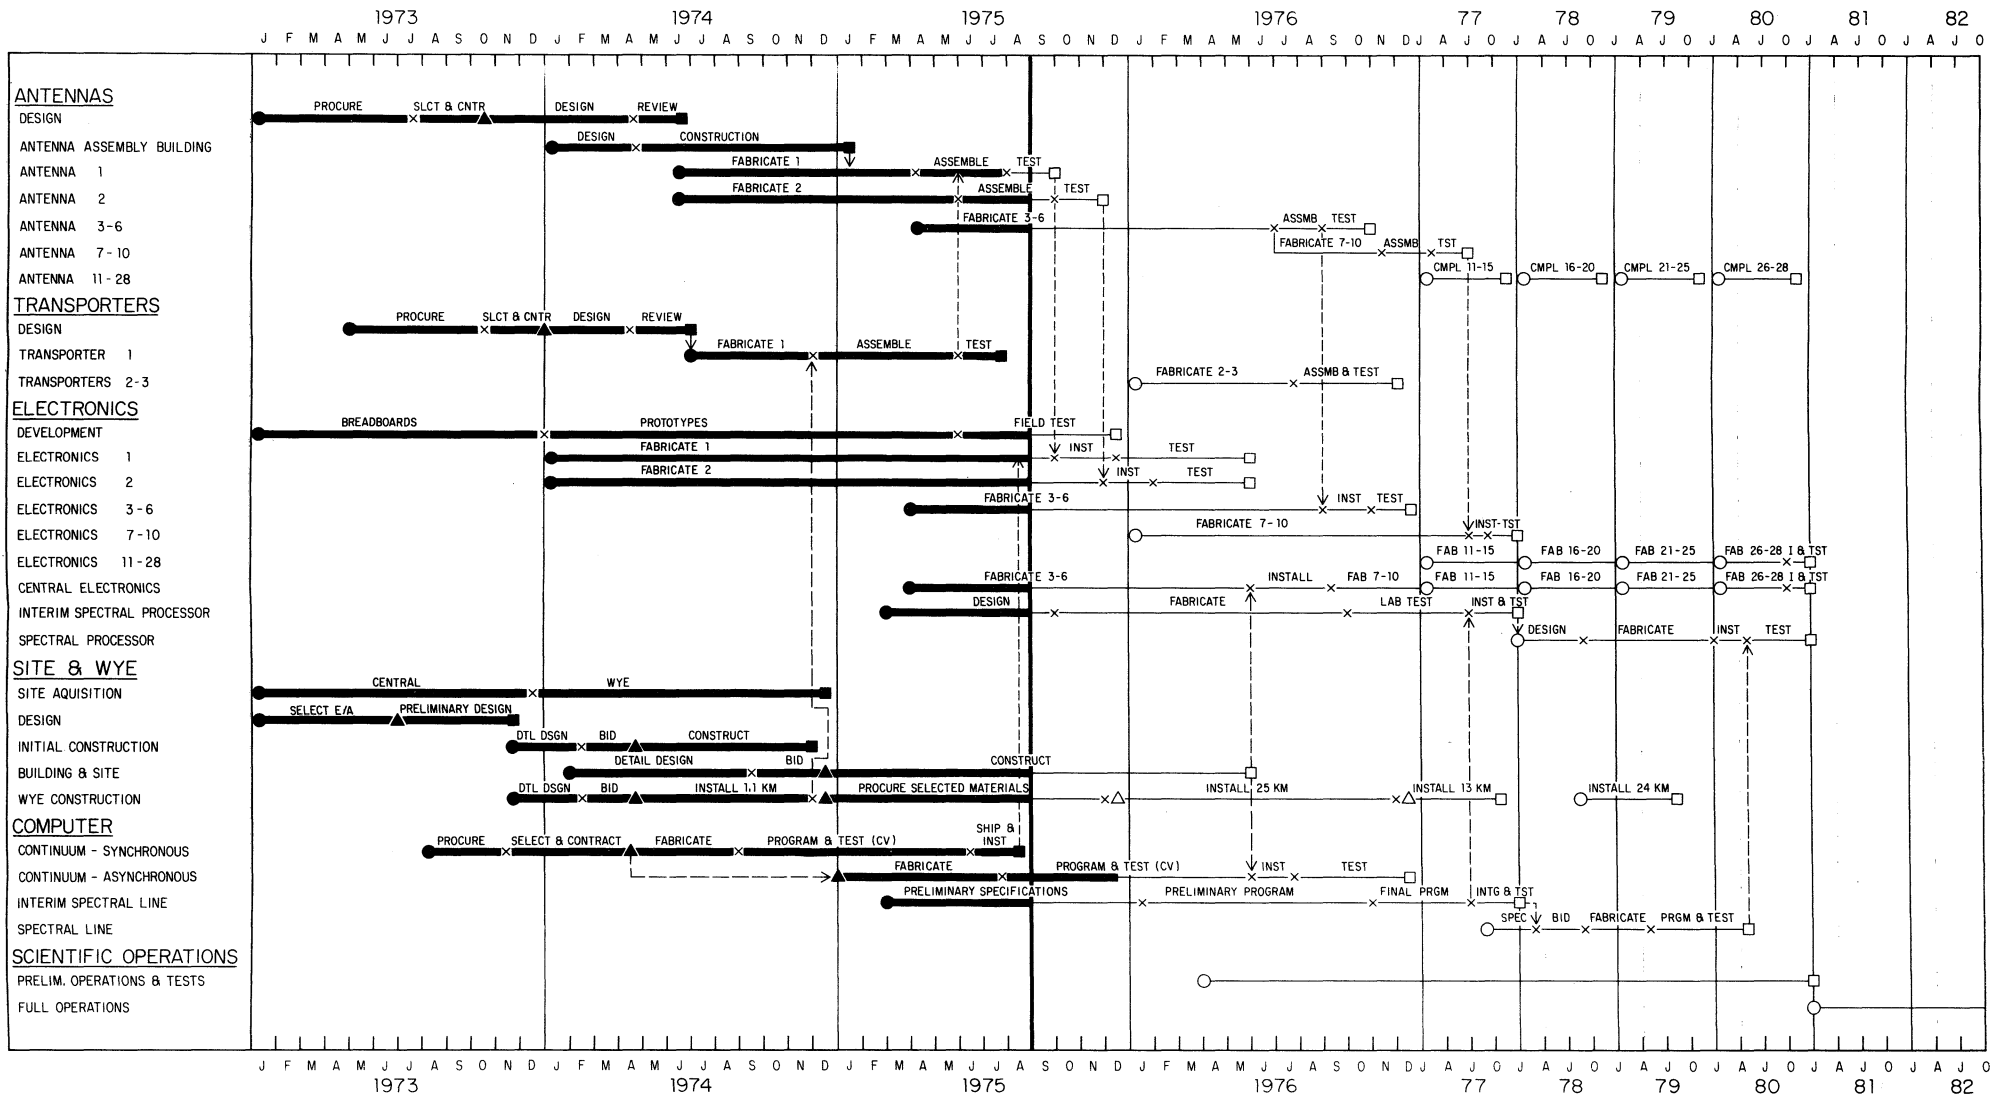 1973 1974 1975 1976 77 78 79 80 81 82
J F M A M J J A S O N D J F M A M J J A S O N D J F M A M J J A S O N D J F M A M J J A S O N D J A J O J A J O J A J O J A J O J A J O J A J O
ANTENNAS
PROCURE SLCT & CNTR DESIGN REVIEW
DESIGN
DESIGN CONSTRUCTION
ANTENNA ASSEMBLY BUILDING
FABRICATE 1 ASSEMBLE TEST
ANTENNA 1
FABRICATE 2 ASSEMBLE TEST
ANTENNA 2
FABRICATE 3-6 ASSMB TEST
ANTENNA 3-6
FABRICATE 7-10 ASSMB TST
ANTENNA 7-10
CMPL 11-15 CMPL 16-20 CMPL 21-25 CMPL 26-28
ANTENNA 11-28
TRANSPORTERS
PROCURE SLCT & CNTR DESIGN REVIEW
DESIGN
FABRICATE 1 ASSEMBLE TEST
TRANSPORTER 1
FABRICATE 2-3 ASSMB & TEST
TRANSPORTERS 2-3
ELECTRONICS
BREADBOARDS PROTOTYPES FIELD TEST
DEVELOPMENT
FABRICATE 1 INST TEST
ELECTRONICS 1
FABRICATE 2 INST TEST
ELECTRONICS 2
FABRICATE 3-6 INST TEST
ELECTRONICS 3-6
FABRICATE 7-10 INST-TST
ELECTRONICS 7-10
FAB 11-15 FAB 16-20 FAB 21-25 FAB 26-28 I & TST
ELECTRONICS 11-28
FABRICATE 3-6 INSTALL FAB 7-10 FAB 11-15 FAB 16-20 FAB 21-25 FAB 26-28 I & TST
CENTRAL ELECTRONICS
DESIGN FABRICATE LAB TEST INST & TST
INTERIM SPECTRAL PROCESSOR
DESIGN FABRICATE INST TEST
SPECTRAL PROCESSOR
SITE & WYE
CENTRAL WYE
SITE AQUISITION
SELECT E/A PRELIMINARY DESIGN
DESIGN
DTL DSGN BID CONSTRUCT
INITIAL CONSTRUCTION
DETAIL DESIGN BID CONSTRUCT
BUILDING & SITE
DTL DSGN BID INSTALL 1.1 KM PROCURE SELECTED MATERIALS INSTALL 25 KM INSTALL 13 KM INSTALL 24 KM
WYE CONSTRUCTION
COMPUTER
PROCURE SELECT & CONTRACT FABRICATE PROGRAM & TEST (CV) SHIP & INST
CONTINUUM - SYNCHRONOUS
FABRICATE PROGRAM & TEST (CV) INST TEST
CONTINUUM - ASYNCHRONOUS
PRELIMINARY SPECIFICATIONS PRELIMINARY PROGRAM FINAL PRGM INTG & TST
INTERIM SPECTRAL LINE
SPEC BID FABRICATE PRGM & TEST
SPECTRAL LINE
SCIENTIFIC OPERATIONS
PRELIM. OPERATIONS & TESTS
FULL OPERATIONS
J F M A M J J A S O N D J F M A M J J A S O N D J F M A M J J A S O N D J F M A M J J A S O N D J A J O J A J O J A J O J A J O J A J O J A J O
1973 1974 1975 1976 77 78 79 80 81 82